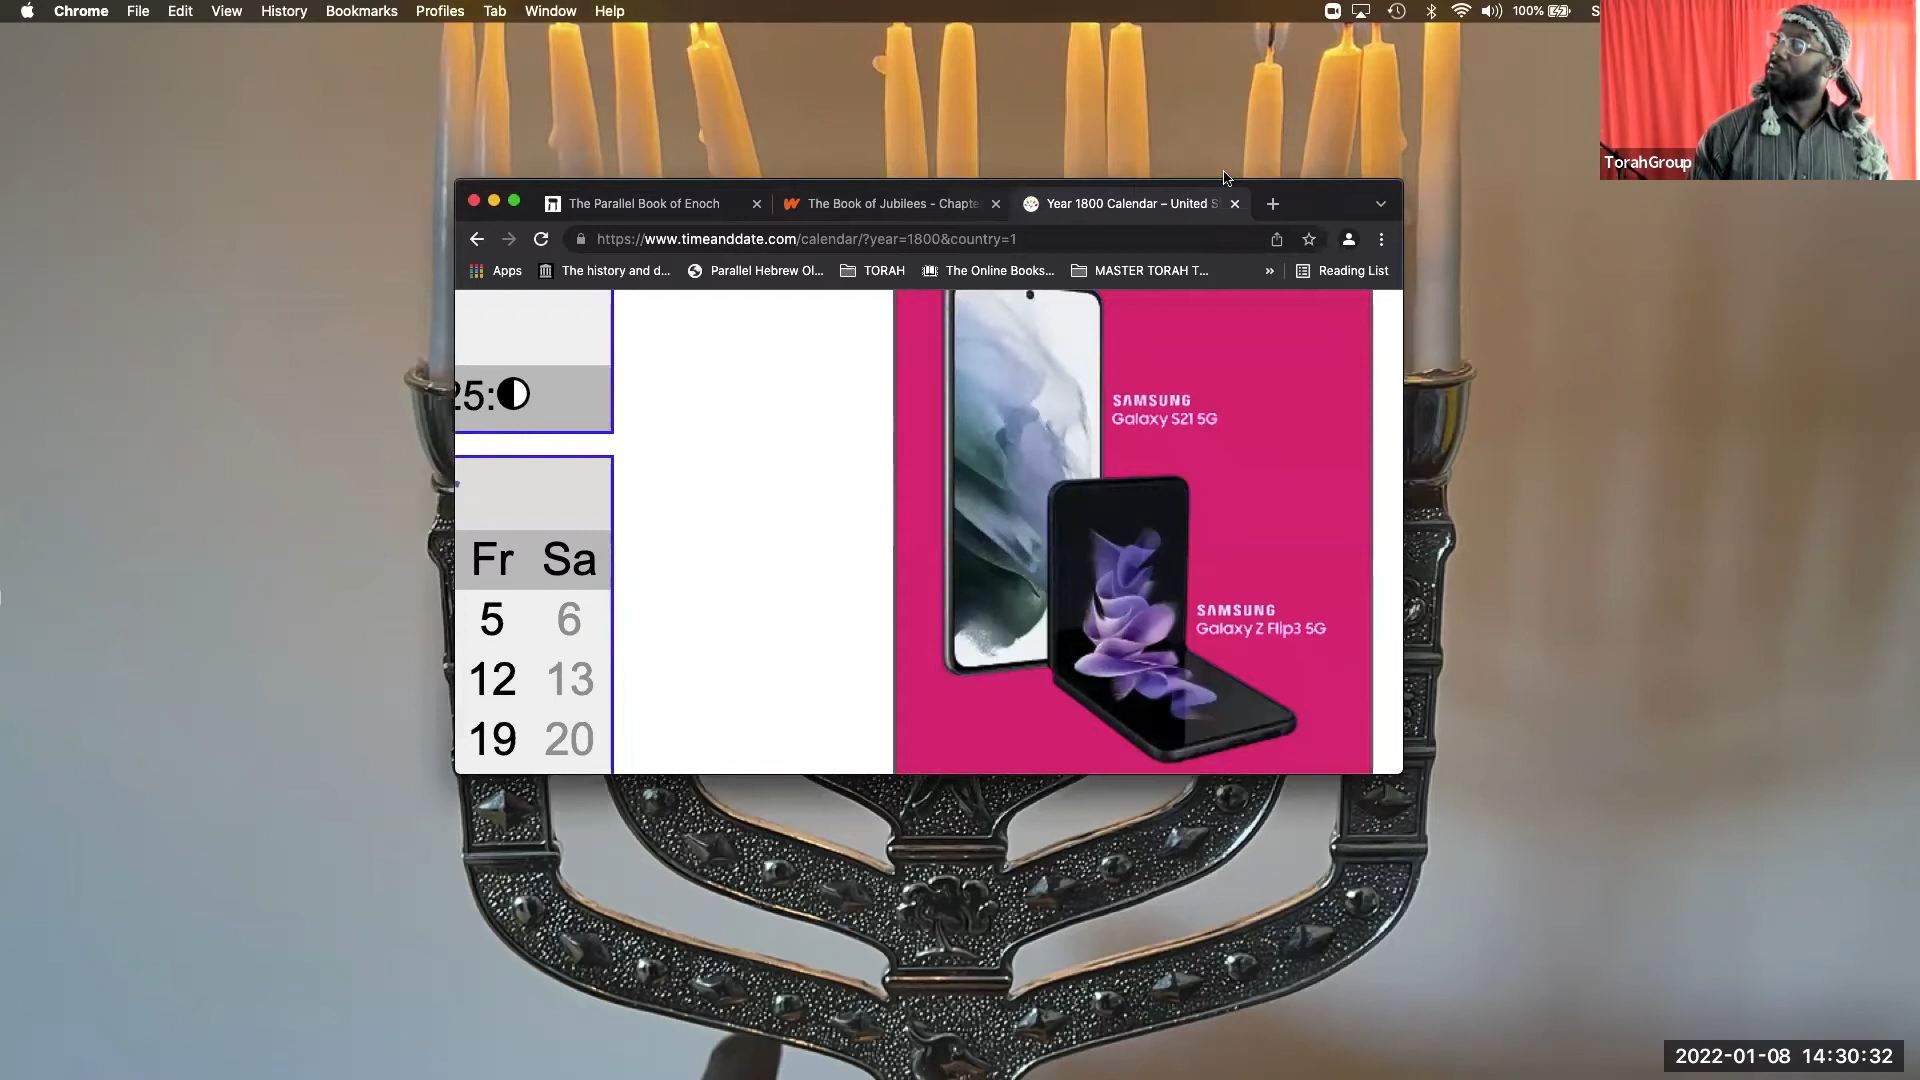 Chrome File Edit View History Bookmarks Profiles Tab Window Help
100%
TorahGroup
The Parallel Book of Enoch
The Book of Jubilees - Chapte
Year 1800 Calendar – United S
https://www.timeanddate.com/calendar/?year=1800&country=1
Apps
The history and d...
Parallel Hebrew Ol...
TORAH
The Online Books...
MASTER TORAH T...
»
Reading List
SAMSUNG
Galaxy S21 5G
25:
Fr Sa
5 6
12 13
19 20
SAMSUNG
Galaxy Z Flip3 5G
2022-01-08 14:30:32